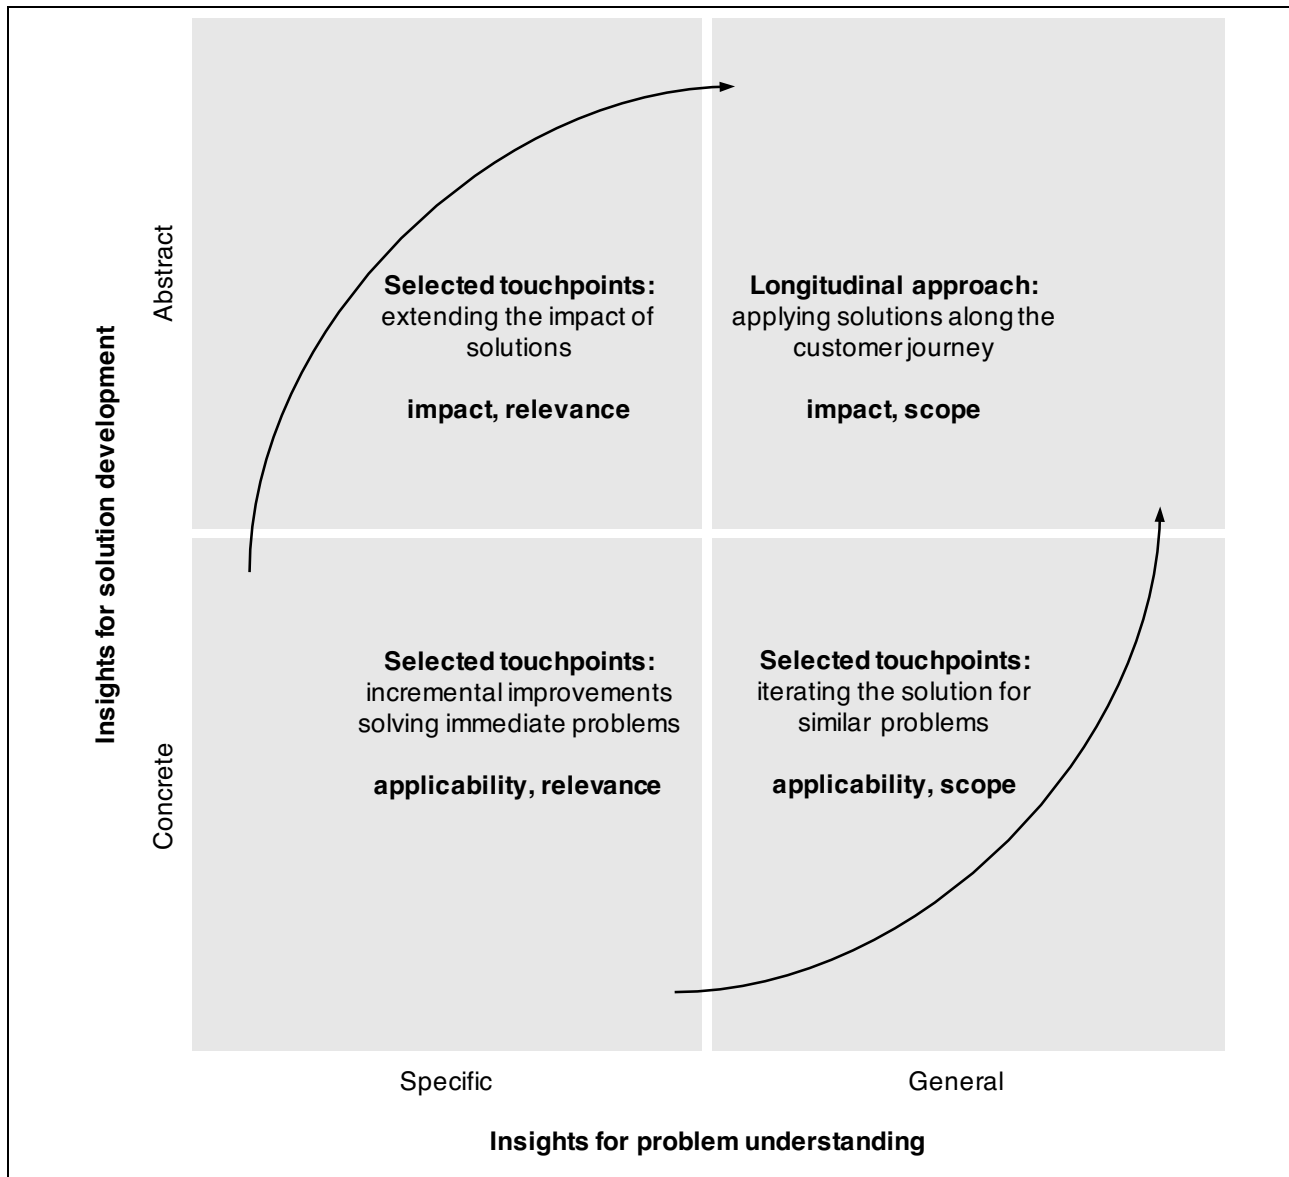 Insights for solution development
Abstract
Concrete
Selected touchpoints:
extending the impact of
solutions
impact, relevance
Longitudinal approach:
applying solutions along the
customer journey
impact, scope
Selected touchpoints:
incremental improvements
solving immediate problems
applicability, relevance
Selected touchpoints:
iterating the solution for
similar problems
applicability, scope
Specific
General
Insights for problem understanding